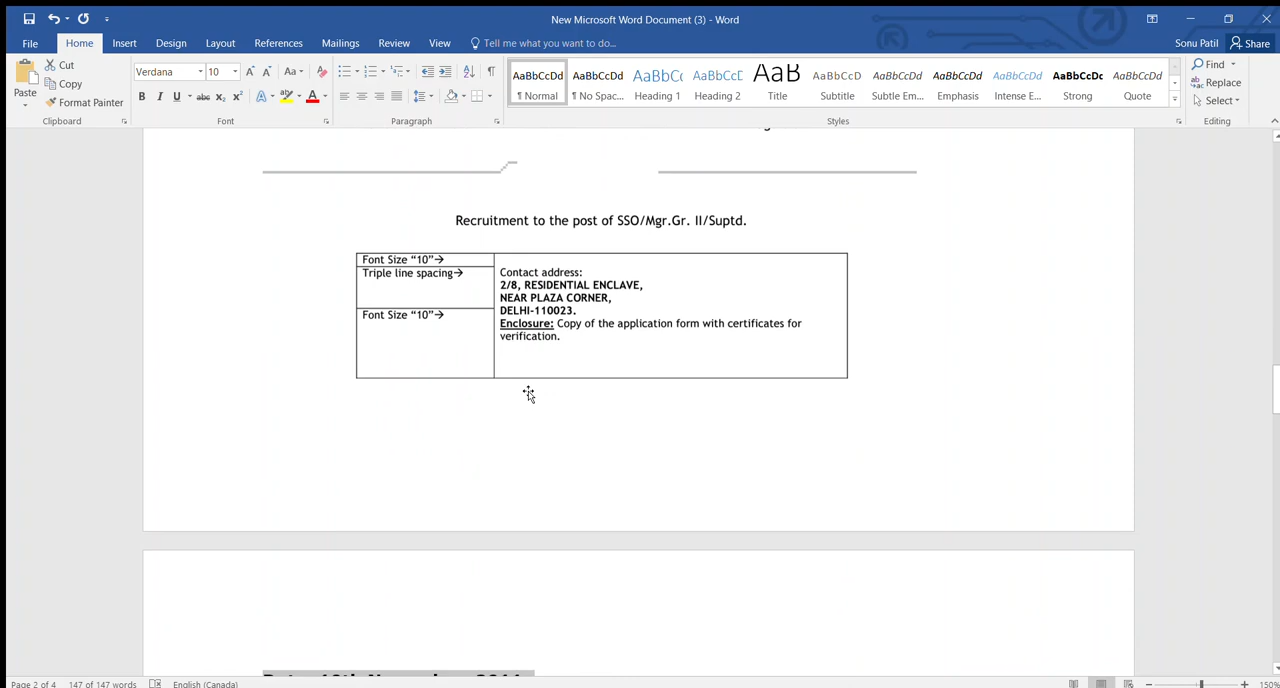 New Microsoft Word Document (3) - Word
File Home Insert Design Layout References Mailings Review View Tell me what you want to do... Sonu Patil Share
Paste Cut Copy Format Painter
Verdana 10 Aa
B I U abc X₂ X² A A
AaBbCcDd AaBbCcDd AaBbCc AaBbCcD AaB AaBbCcD AaBbCcDd AaBbCcDd AaBbCcDd AaBbCcDc AaBbCcDd
¶ Normal ¶ No Spac... Heading 1 Heading 2 Title Subtitle Subtle Em... Emphasis Intense E... Strong Quote
Find Replace Select
Clipboard Font Paragraph Styles Editing
Recruitment to the post of SSO/Mgr.Gr. II/Suptd.
Font Size “10”→
Triple line spacing→
Font Size “10”→
Contact address:
2/8, RESIDENTIAL ENCLAVE,
NEAR PLAZA CORNER,
DELHI-110023.
Enclosure: Copy of the application form with certificates for
verification.
Page 2 of 4 147 of 147 words English (Canada) 150%